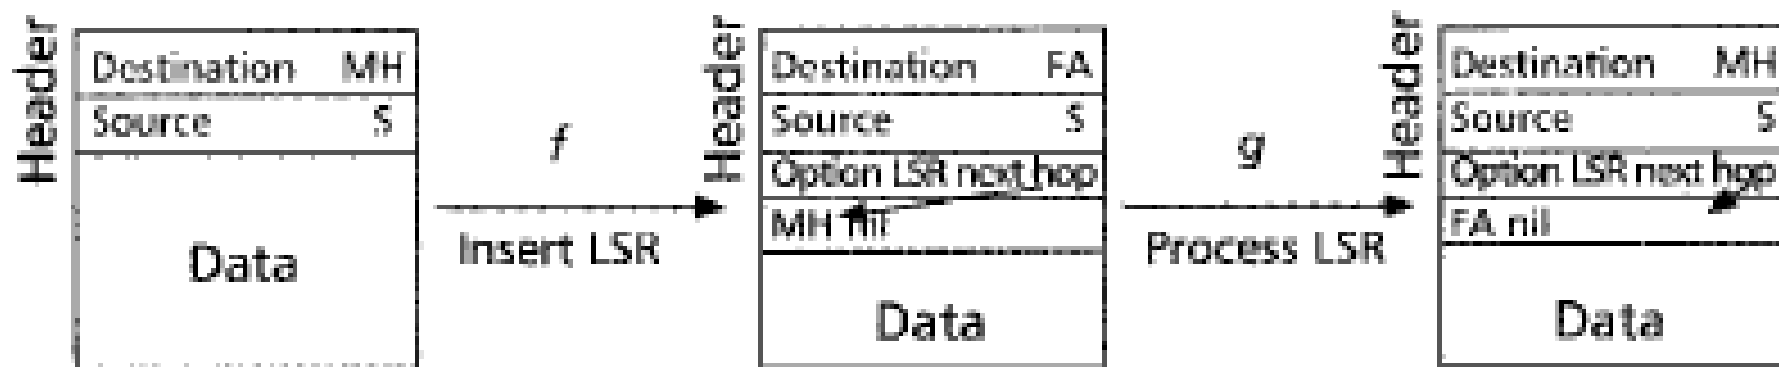 Header
Destination MH
Source S
Data
f
Insert LSR
Header
Destination FA
Source S
Option LSR next hop
MH nil
Data
g
Process LSR
Header
Destination MH
Source S
Option LSR next hop
FA nil
Data